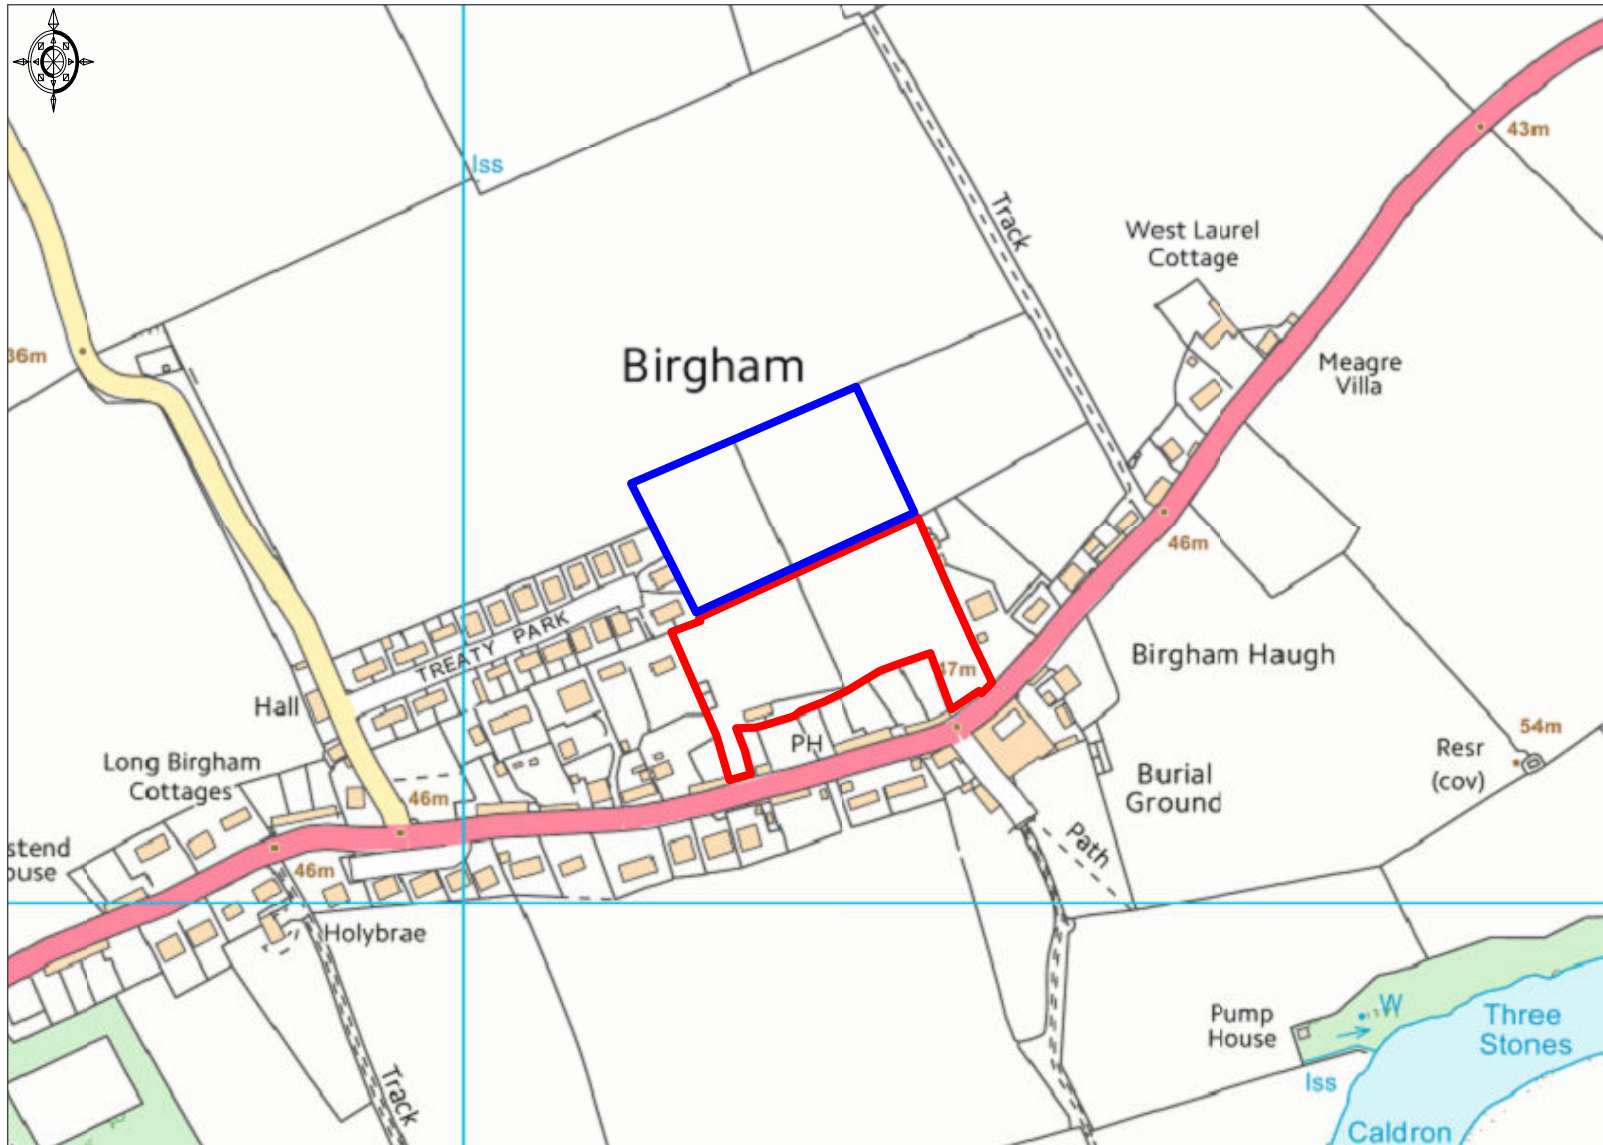 Iss
43m
Track
West Laurel
Cottage
36m
Birgham
Meagre
Villa
46m
TREATY PARK
Birgham Haugh
47m
Hall
PH
54m
Resr
(cov)
Long Birgham
Cottages
Burial
Ground
46m
Path
stend
ouse
46m
Holybrae
W
Pump
House
Three
Stones
Iss
Track
Caldron